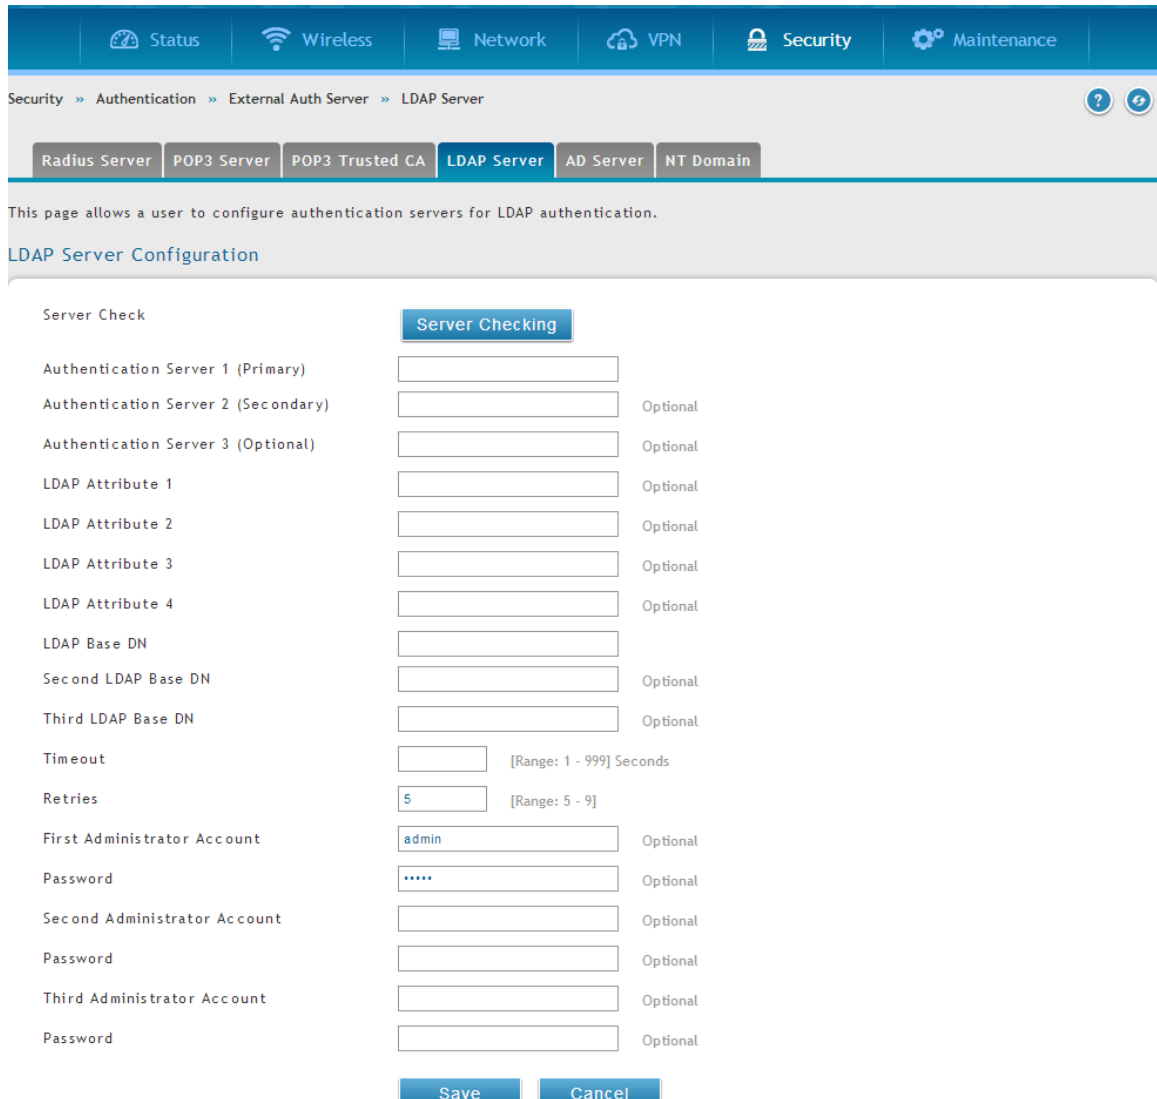 Status Wireless Network VPN Security Maintenance
Security » Authentication » External Auth Server » LDAP Server
?
Radius Server POP3 Server POP3 Trusted CA LDAP Server AD Server NT Domain
This page allows a user to configure authentication servers for LDAP authentication.
LDAP Server Configuration
Server Check Server Checking
Authentication Server 1 (Primary)
Authentication Server 2 (Secondary) Optional
Authentication Server 3 (Optional) Optional
LDAP Attribute 1 Optional
LDAP Attribute 2 Optional
LDAP Attribute 3 Optional
LDAP Attribute 4 Optional
LDAP Base DN
Second LDAP Base DN Optional
Third LDAP Base DN Optional
Timeout [Range: 1 - 999] Seconds
Retries 5 [Range: 5 - 9]
First Administrator Account admin Optional
Password ••••• Optional
Second Administrator Account Optional
Password Optional
Third Administrator Account Optional
Password Optional
Save Cancel